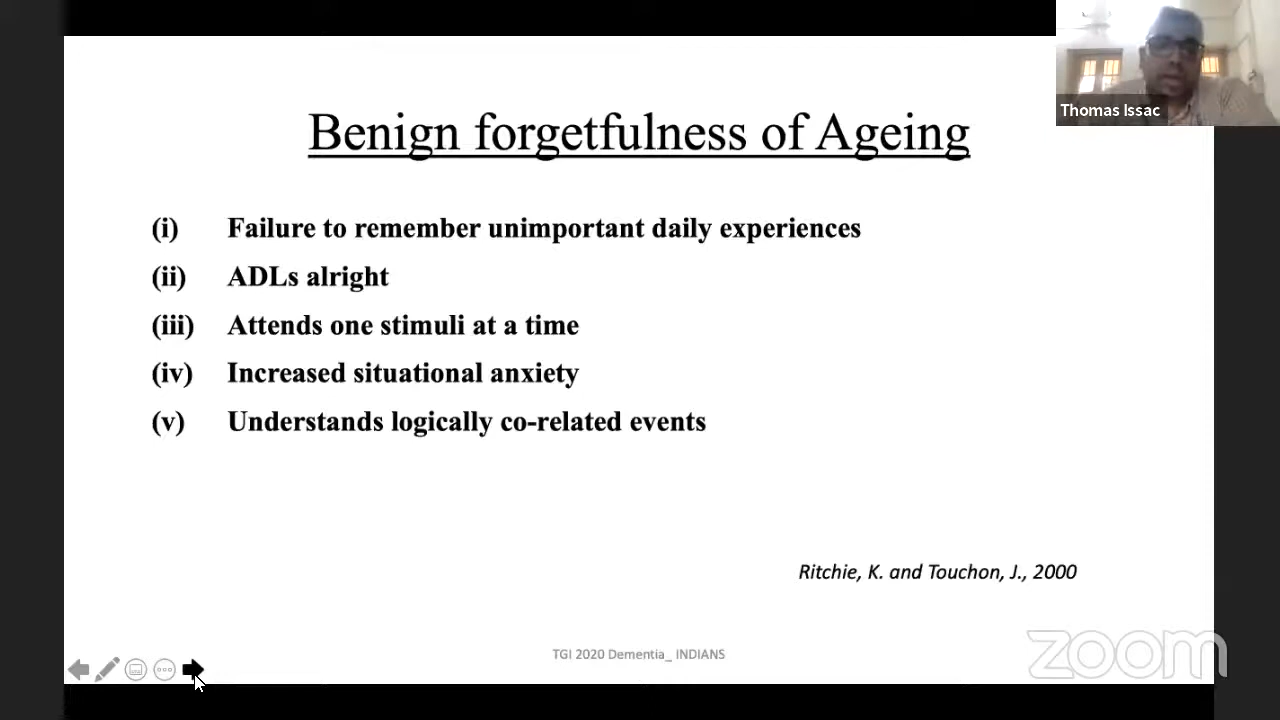 Thomas Issac
Benign forgetfulness of Ageing
(i) Failure to remember unimportant daily experiences
(ii) ADLs alright
(iii) Attends one stimuli at a time
(iv) Increased situational anxiety
(v) Understands logically co-related events
Ritchie, K. and Touchon, J., 2000
TGI 2020 Dementia_ INDIANS
zoom